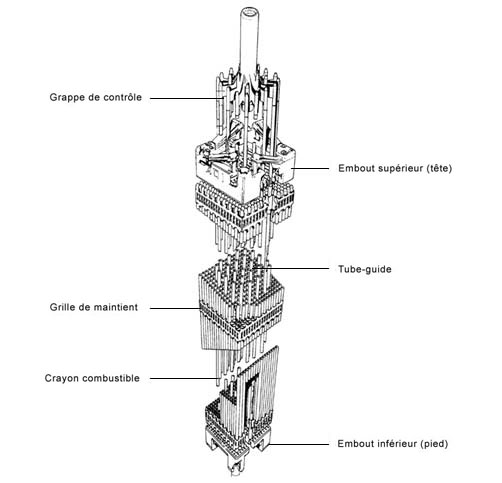 Grappe de contrôle
Embout supérieur (tête)
Tube-guide
Grille de maintient
Crayon combustible
Embout inférieur (pied)